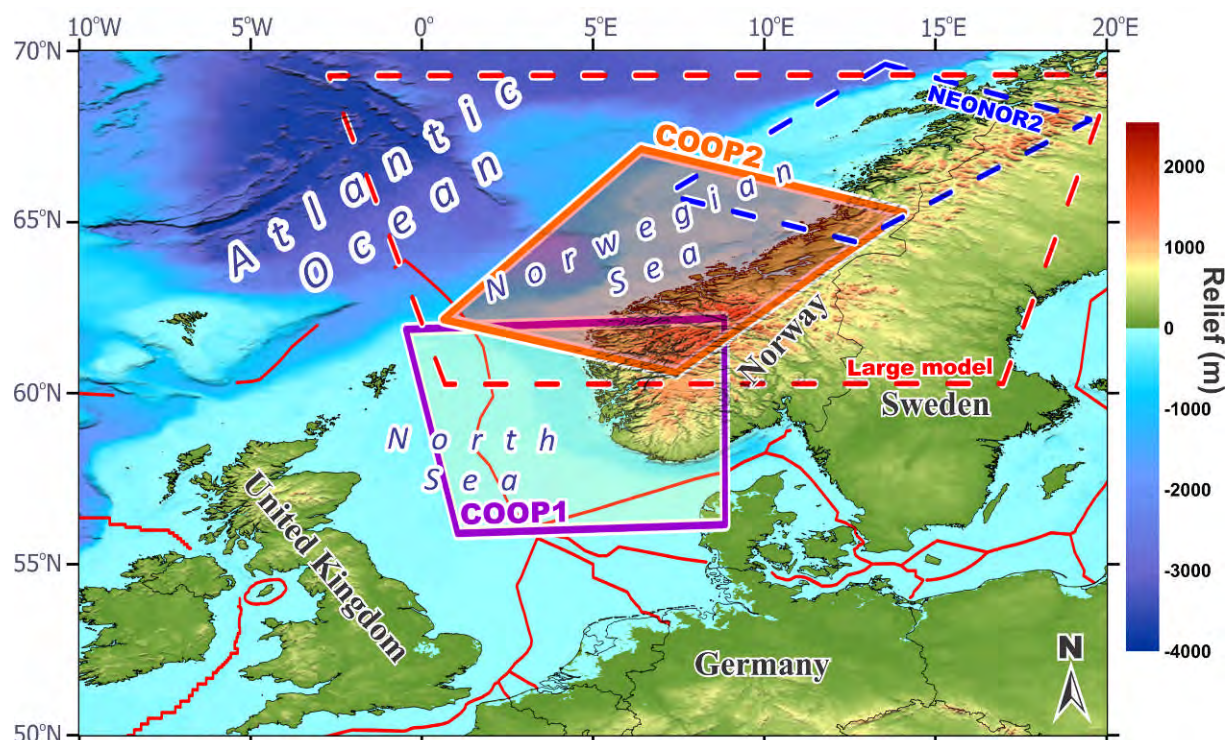 10°W
5°W
0°
5°E
10°E
15°E
20°E
70°N
65°N
60°N
55°N
50°N
Atlantic
Ocean
COOP2
NEONOR2
Norwegian
Sea
Norway
Large model
Sweden
North
Sea
COOP1
United Kingdom
Germany
N
2000
1000
0
-1000
-2000
-3000
-4000
Relief (m)